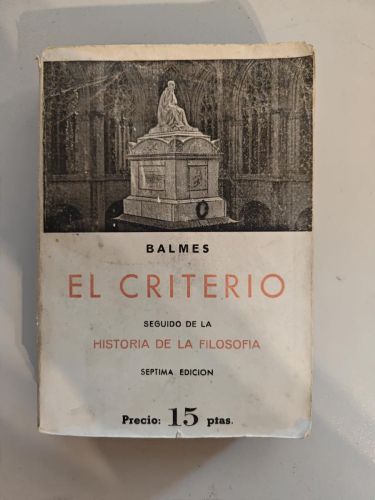 BALMES
EL CRITERIO
SEGUIDO DE LA
HISTORIA DE LA FILOSOFIA
SEPTIMA EDICION
Precio: 15 ptas.